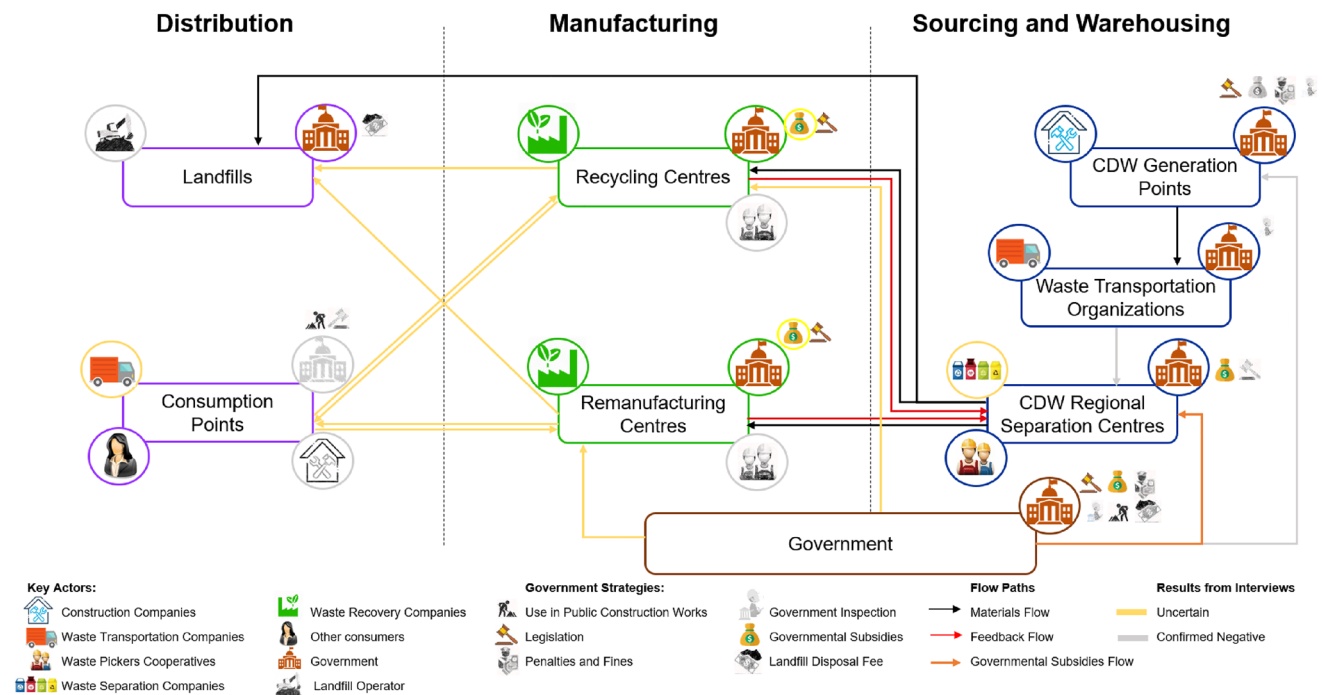 Distribution
Manufacturing
Sourcing and Warehousing
Landfills
Recycling Centres
CDW Generation
Points
Waste Transportation
Organizations
Consumption
Points
Remanufacturing
Centres
CDW Regional
Separation Centres
Government
Key Actors:
Construction Companies
Waste Transportation Companies
Waste Pickers Cooperatives
Waste Separation Companies
Waste Recovery Companies
Other consumers
Government
Landfill Operator
Government Strategies:
Use in Public Construction Works
Legislation
Penalties and Fines
Government Inspection
Governmental Subsidies
Landfill Disposal Fee
Flow Paths
Materials Flow
Feedback Flow
Governmental Subsidies Flow
Results from Interviews
Uncertain
Confirmed Negative